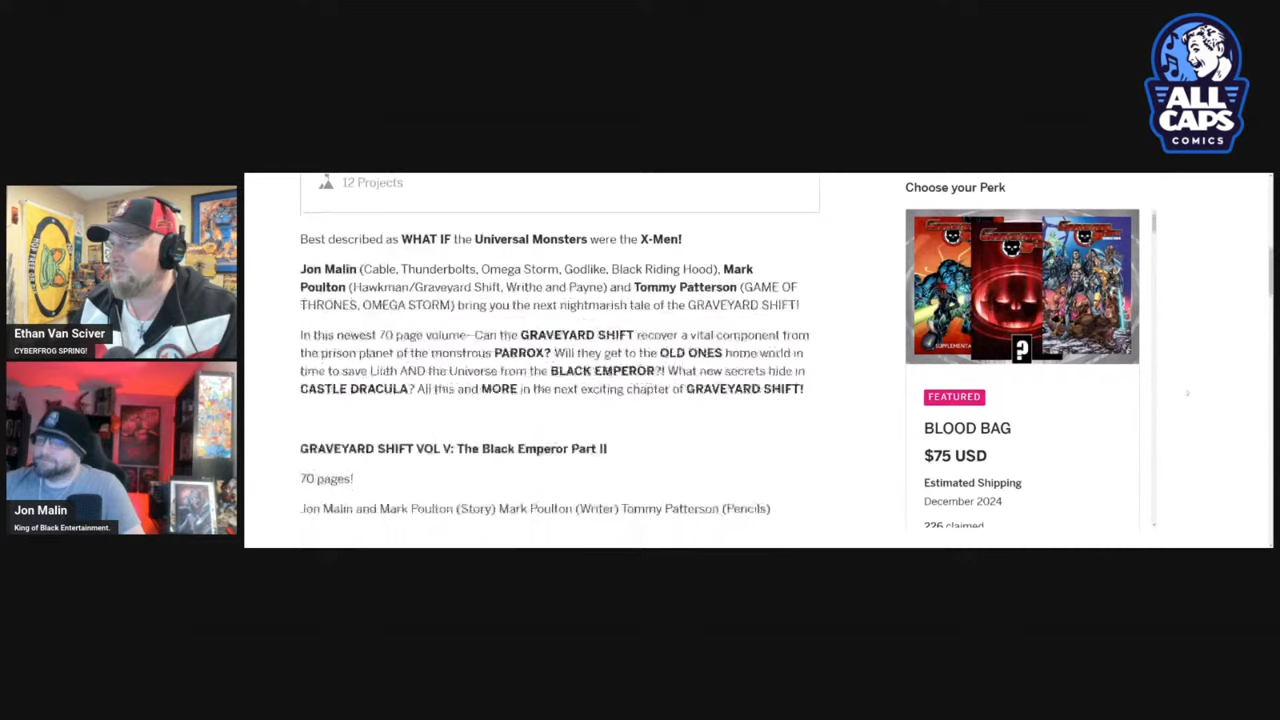 ALL
CAPS
COMICS
12 Projects
Best described as WHAT IF the Universal Monsters were the X-Men!
Jon Malin (Cable, Thunderbolts, Omega Storm, Godlike, Black Riding Hood), Mark
Poulton (Hawkman/Graveyard Shift, Writhe and Payne) and Tommy Patterson (GAME OF
THRONES, OMEGA STORM) bring you the next nightmarish tale of the GRAVEYARD SHIFT!
In this newest 70 page volume--Can the GRAVEYARD SHIFT recover a vital component from
the prison planet of the monstrous PARROX? Will they get to the OLD ONES home world in
time to save Lilith AND the Universe from the BLACK EMPEROR?! What new secrets hide in
CASTLE DRACULA? All this and MORE in the next exciting chapter of GRAVEYARD SHIFT!
GRAVEYARD SHIFT VOL V: The Black Emperor Part II
70 pages!
Jon Malin and Mark Poulton (Story) Mark Poulton (Writer) Tommy Patterson (Pencils)
Choose your Perk
?
FEATURED
BLOOD BAG
$75 USD
Estimated Shipping
December 2024
226 claimed
Ethan Van Sciver
CYBERFROG SPRING!
Jon Malin
King of Black Entertainment.